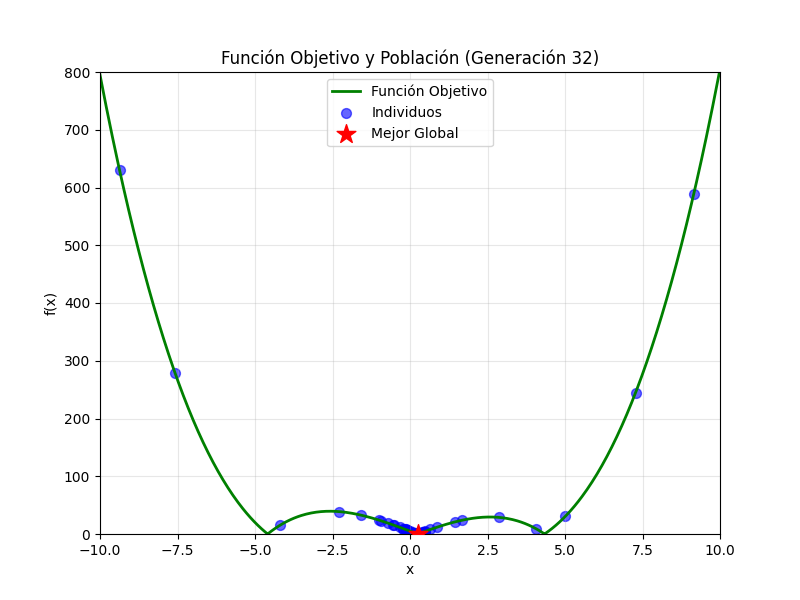 Función Objetivo y Población (Generación 32)
Función Objetivo
Individuos
Mejor Global
800
700
600
500
400
300
200
100
0
f(x)
−10.0 −7.5 −5.0 −2.5 0.0 2.5 5.0 7.5 10.0
x